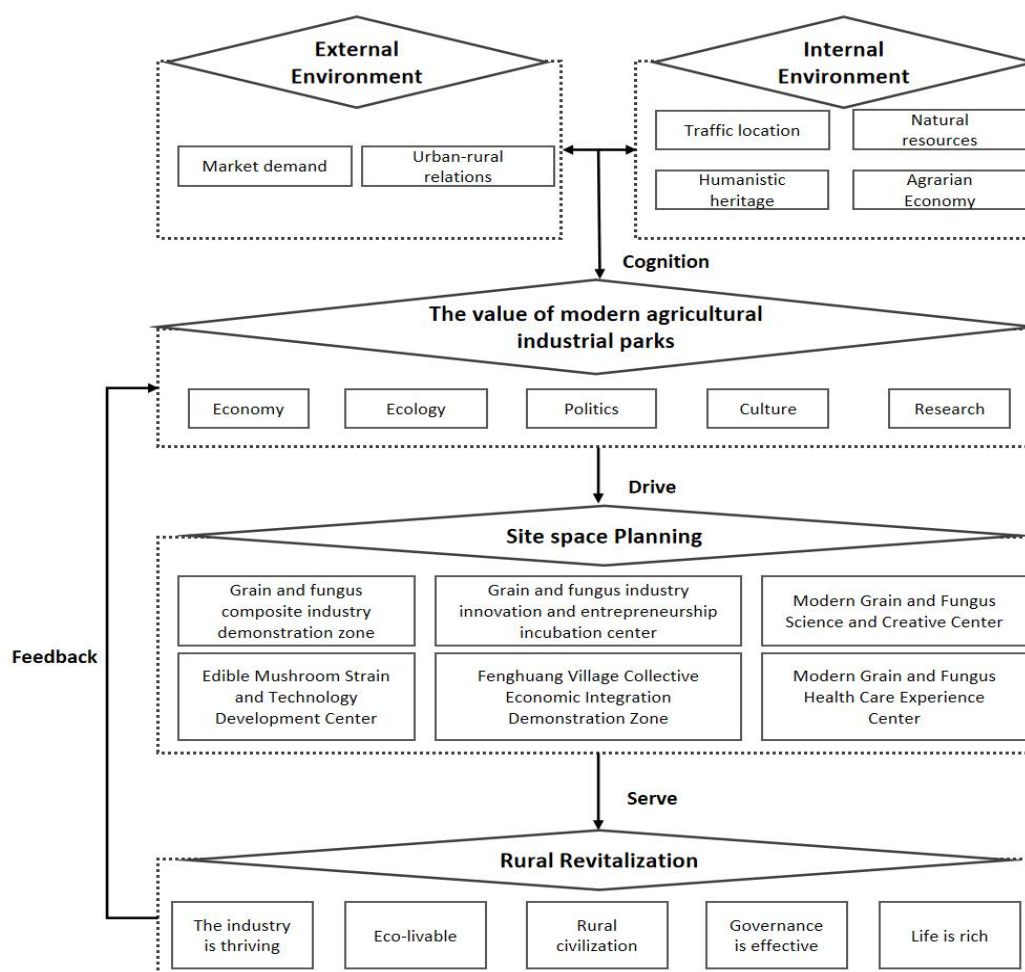 External
Environment
Internal
Environment
Market demand
Urban-rural
relations
Traffic location
Natural
resources
Humanistic
heritage
Agrarian
Economy
Cognition
The value of modern agricultural
industrial parks
Economy
Ecology
Politics
Culture
Research
Drive
Site space Planning
Grain and fungus
composite industry
demonstration zone
Grain and fungus industry
innovation and entrepreneurship
incubation center
Modern Grain and Fungus
Science and Creative Center
Feedback
Edible Mushroom Strain
and Technology
Development Center
Fenghuang Village Collective
Economic Integration
Demonstration Zone
Modern Grain and Fungus
Health Care Experience
Center
Serve
Rural Revitalization
The industry
is thriving
Eco-livable
Rural
civilization
Governance
is effective
Life is rich